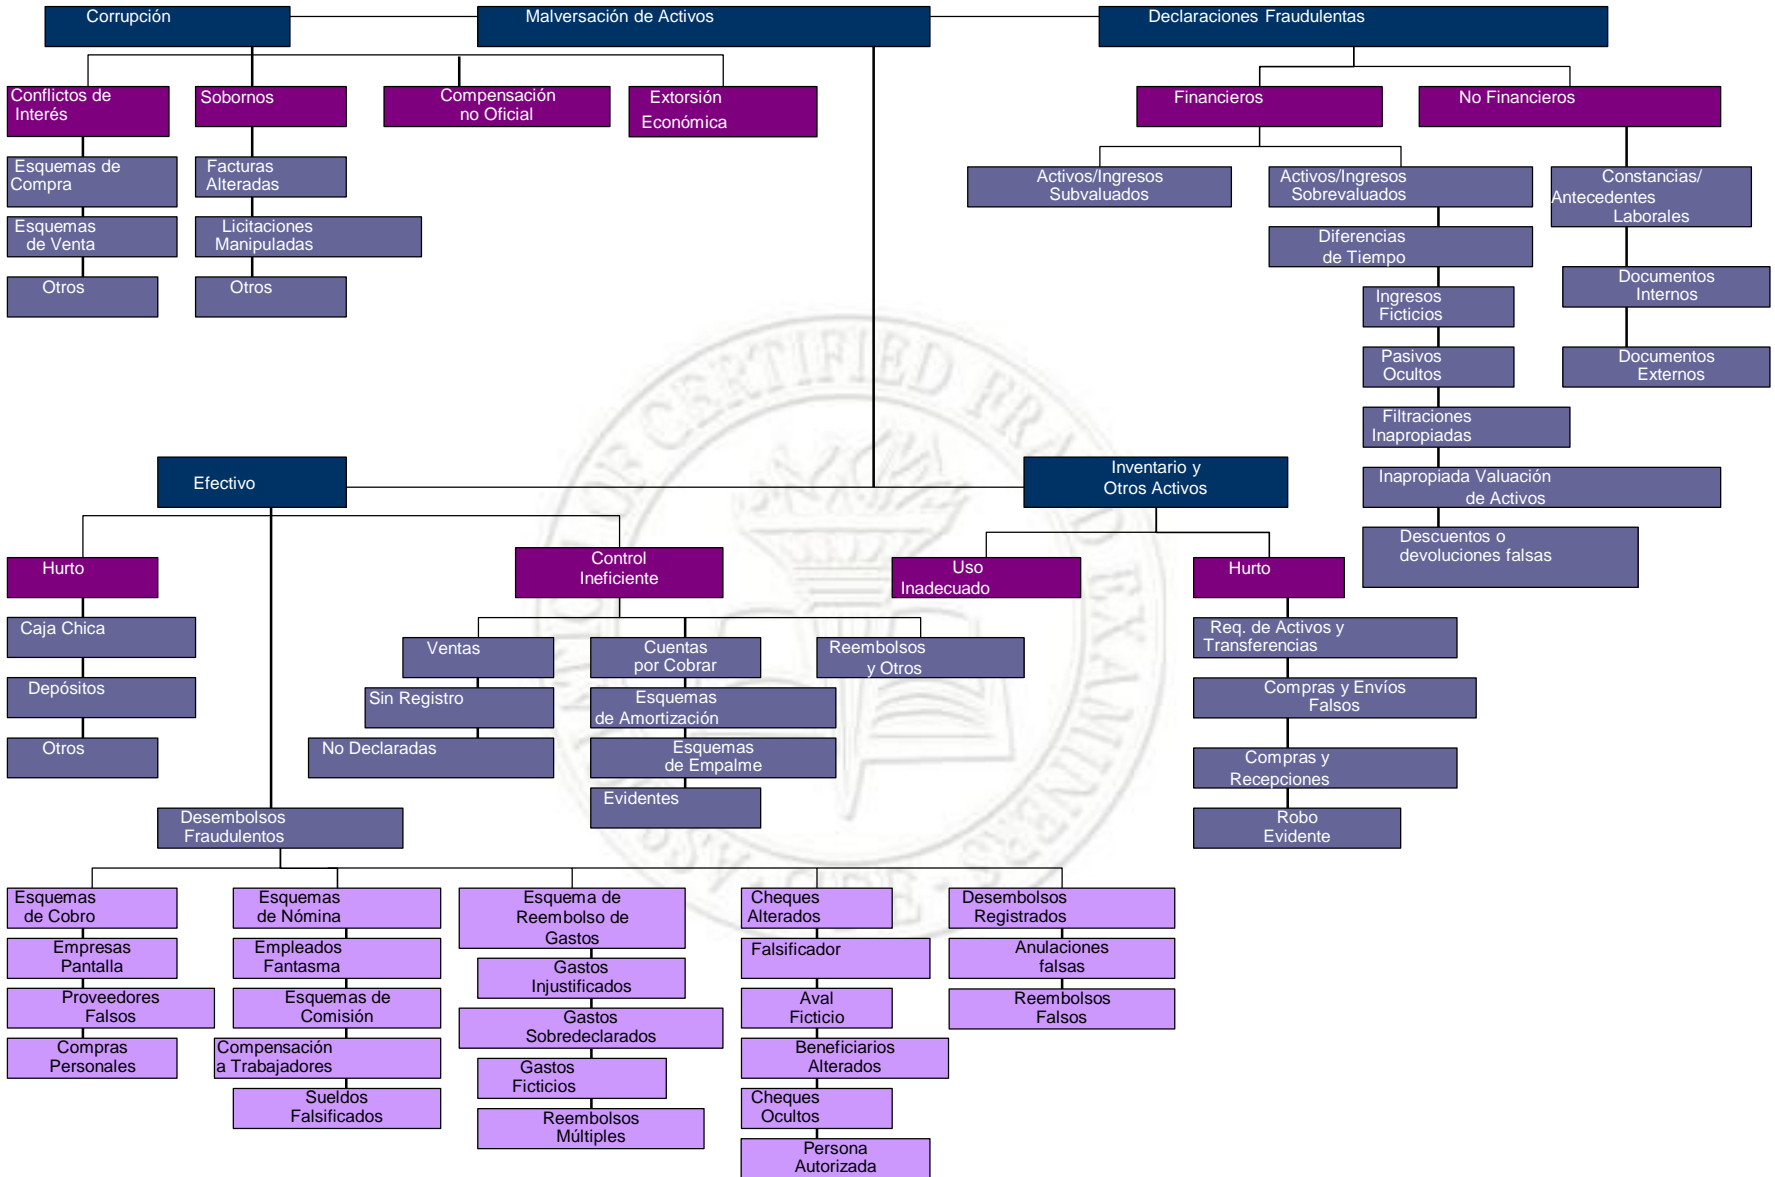 Corrupción
Malversación de Activos
Declaraciones Fraudulentas
Conflictos de
Interés
Sobornos
Compensación
no Oficial
Extorsión
Económica
Financieros
No Financieros
Esquemas de
Compra
Facturas
Alteradas
Activos/Ingresos
Subvaluados
Activos/Ingresos
Sobrevaluados
Constancias/
Antecedentes
Laborales
Esquemas
de Venta
Licitaciones
Manipuladas
Diferencias
de Tiempo
Otros
Otros
Documentos
Internos
Ingresos
Ficticios
Pasivos
Ocultos
Documentos
Externos
Filtraciones
Inapropiadas
Efectivo
Inventario y
Otros Activos
Inapropiada Valuación
de Activos
Descuentos o
devoluciones falsas
Hurto
Control
Ineficiente
Uso
Inadecuado
Hurto
Caja Chica
Ventas
Cuentas
por Cobrar
Reembolsos
y Otros
Req. de Activos y
Transferencias
Depósitos
Sin Registro
Esquemas
de Amortización
Compras y Envíos
Falsos
Otros
No Declaradas
Esquemas
de Empalme
Compras y
Recepciones
Evidentes
Robo
Evidente
Desembolsos
Fraudulentos
Esquemas
de Cobro
Esquemas
de Nómina
Esquema de
Reembolso de
Gastos
Cheques
Alterados
Desembolsos
Registrados
Empresas
Pantalla
Empleados
Fantasma
Gastos
Injustificados
Falsificador
Anulaciones
falsas
Proveedores
Falsos
Esquemas de
Comisión
Gastos
Sobredeclarados
Aval
Ficticio
Reembolsos
Falsos
Compras
Personales
Compensación
a Trabajadores
Gastos
Ficticios
Beneficiarios
Alterados
Sueldos
Falsificados
Reembolsos
Múltiples
Cheques
Ocultos
Persona
Autorizada
ASSOCIATION OF CERTIFIED FRAUD EXAMINERS